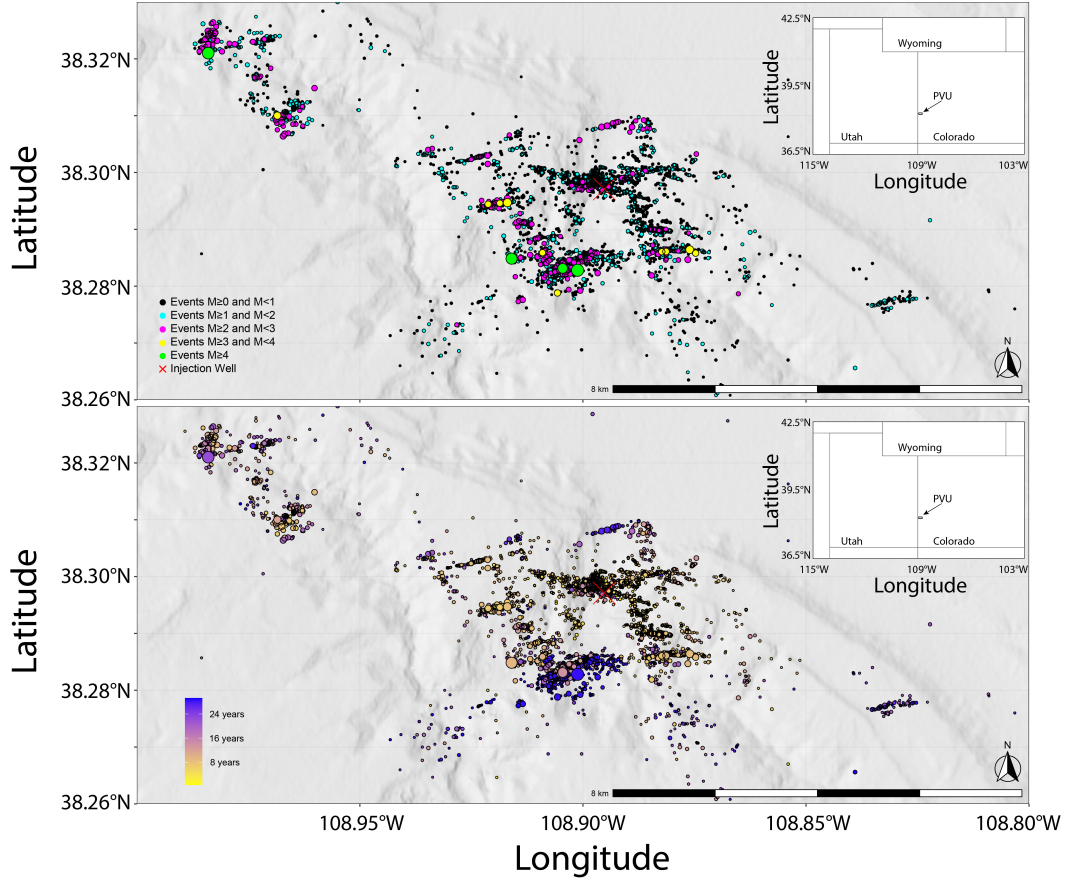 42.5°N
Wyoming
38.32°N
Latitude
39.5°N
PVU
Utah
Colorado
36.5°N
115°W
109°W
103°W
Longitude
38.30°N
Latitude
38.28°N
Events M≥0 and M<1
Events M≥1 and M<2
Events M≥2 and M<3
Events M≥3 and M<4
Events M≥4
Injection Well
N
8 km
38.26°N
42.5°N
Wyoming
38.32°N
Latitude
39.5°N
PVU
Utah
Colorado
36.5°N
115°W
109°W
103°W
Longitude
38.30°N
Latitude
38.28°N
24 years
16 years
8 years
N
8 km
38.26°N
108.95°W
108.90°W
108.85°W
108.80°W
Longitude